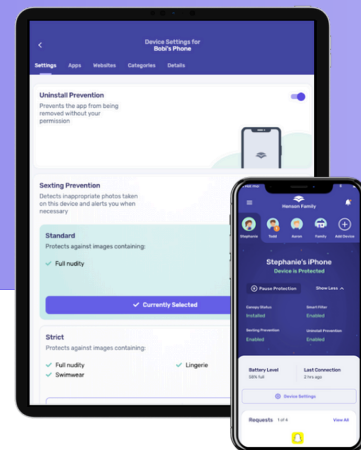 Device Settings for
Bobi's Phone
Settings Apps Websites Categories Details
Uninstall Prevention
Prevents the app from being
removed without your
permission
Sexting Prevention
Detects inappropriate photos taken
on this device and alerts you when
necessary
Standard
Protects against images containing:
Full nudity
Currently Selected
Strict
Protects against images containing:
Full nudity
Lingerie
Swimwear
Henson Family
Stephanie Todd Aaron Family Add Device
Stephanie's iPhone
Device is Protected
Pause Protection
Show Less
Canopy Status
Smart Filter
Installed
Enabled
Sexting Prevention
Uninstall Prevention
Enabled
Enabled
Battery Level
Last Connection
2 hrs ago
Device Settings
Requests
View All